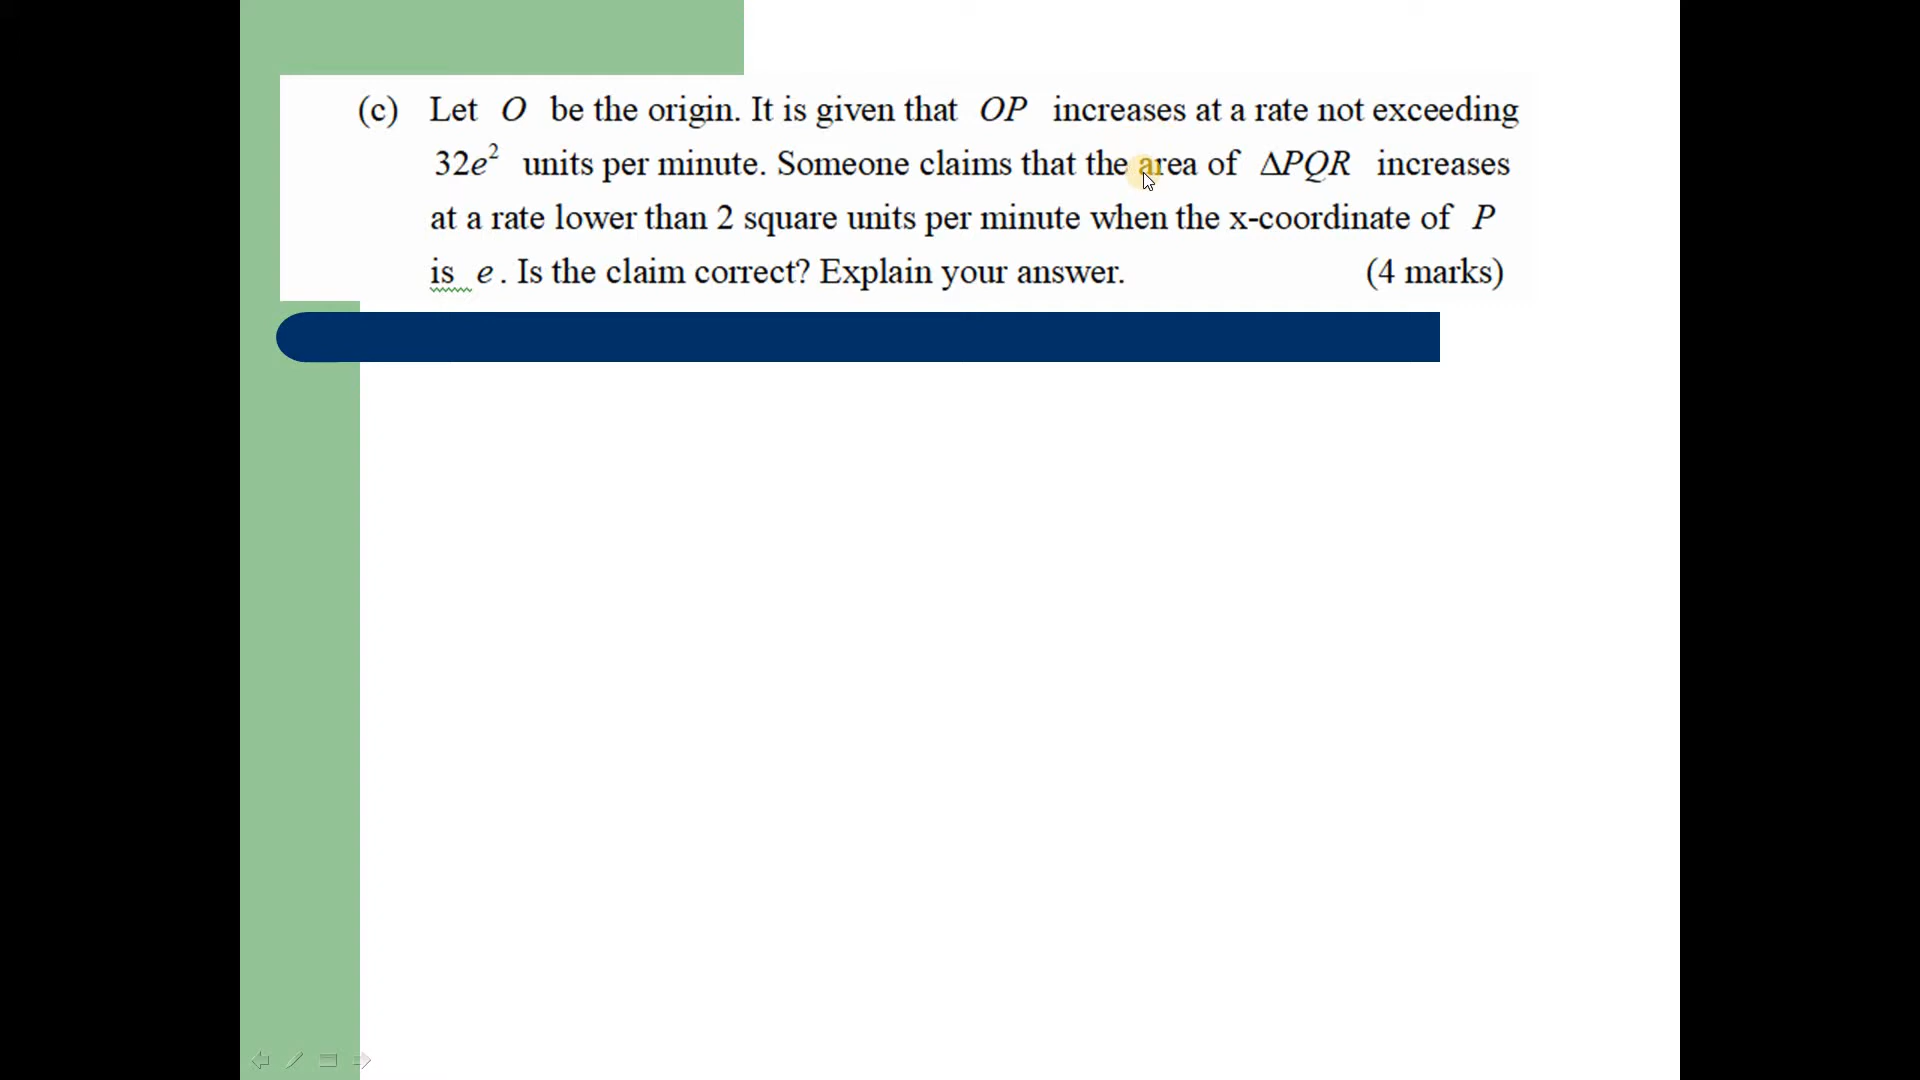 (c) Let O be the origin. It is given that OP increases at a rate not exceeding
32e² units per minute. Someone claims that the area of ΔPQR increases
at a rate lower than 2 square units per minute when the x-coordinate of P
is e. Is the claim correct? Explain your answer. (4 marks)